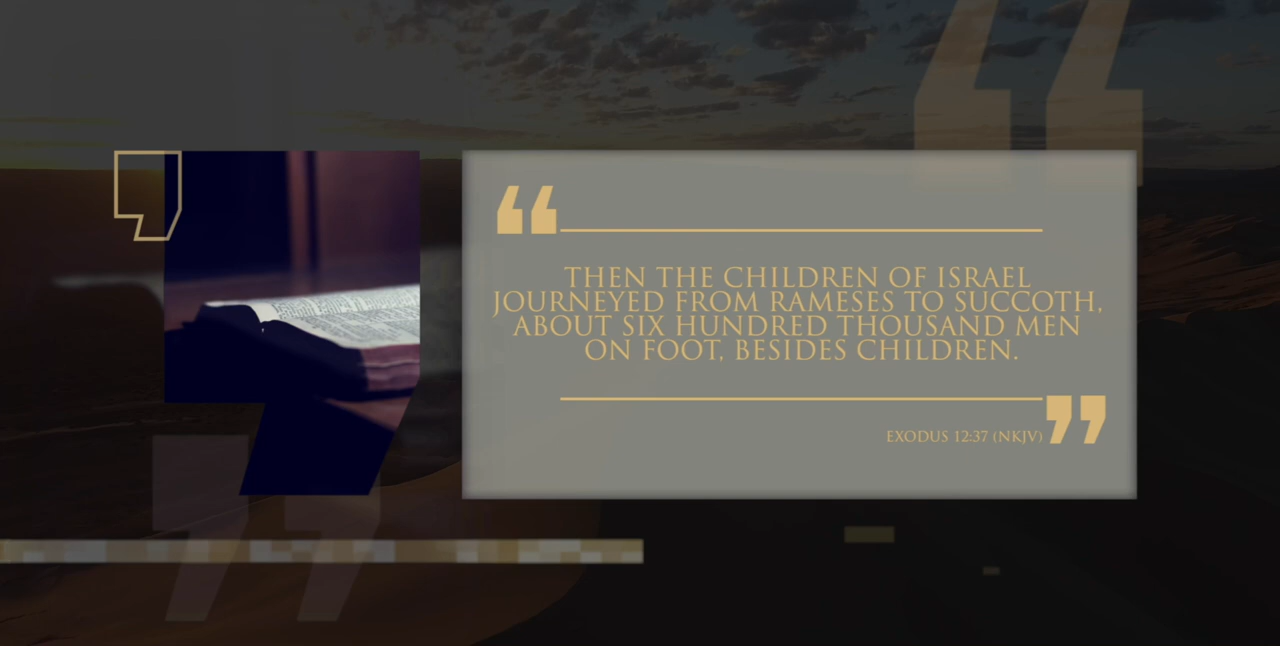 THEN THE CHILDREN OF ISRAEL
JOURNEYED FROM RAMESES TO SUCCOTH,
ABOUT SIX HUNDRED THOUSAND MEN
ON FOOT, BESIDES CHILDREN.
EXODUS 12:37 (NKJV)